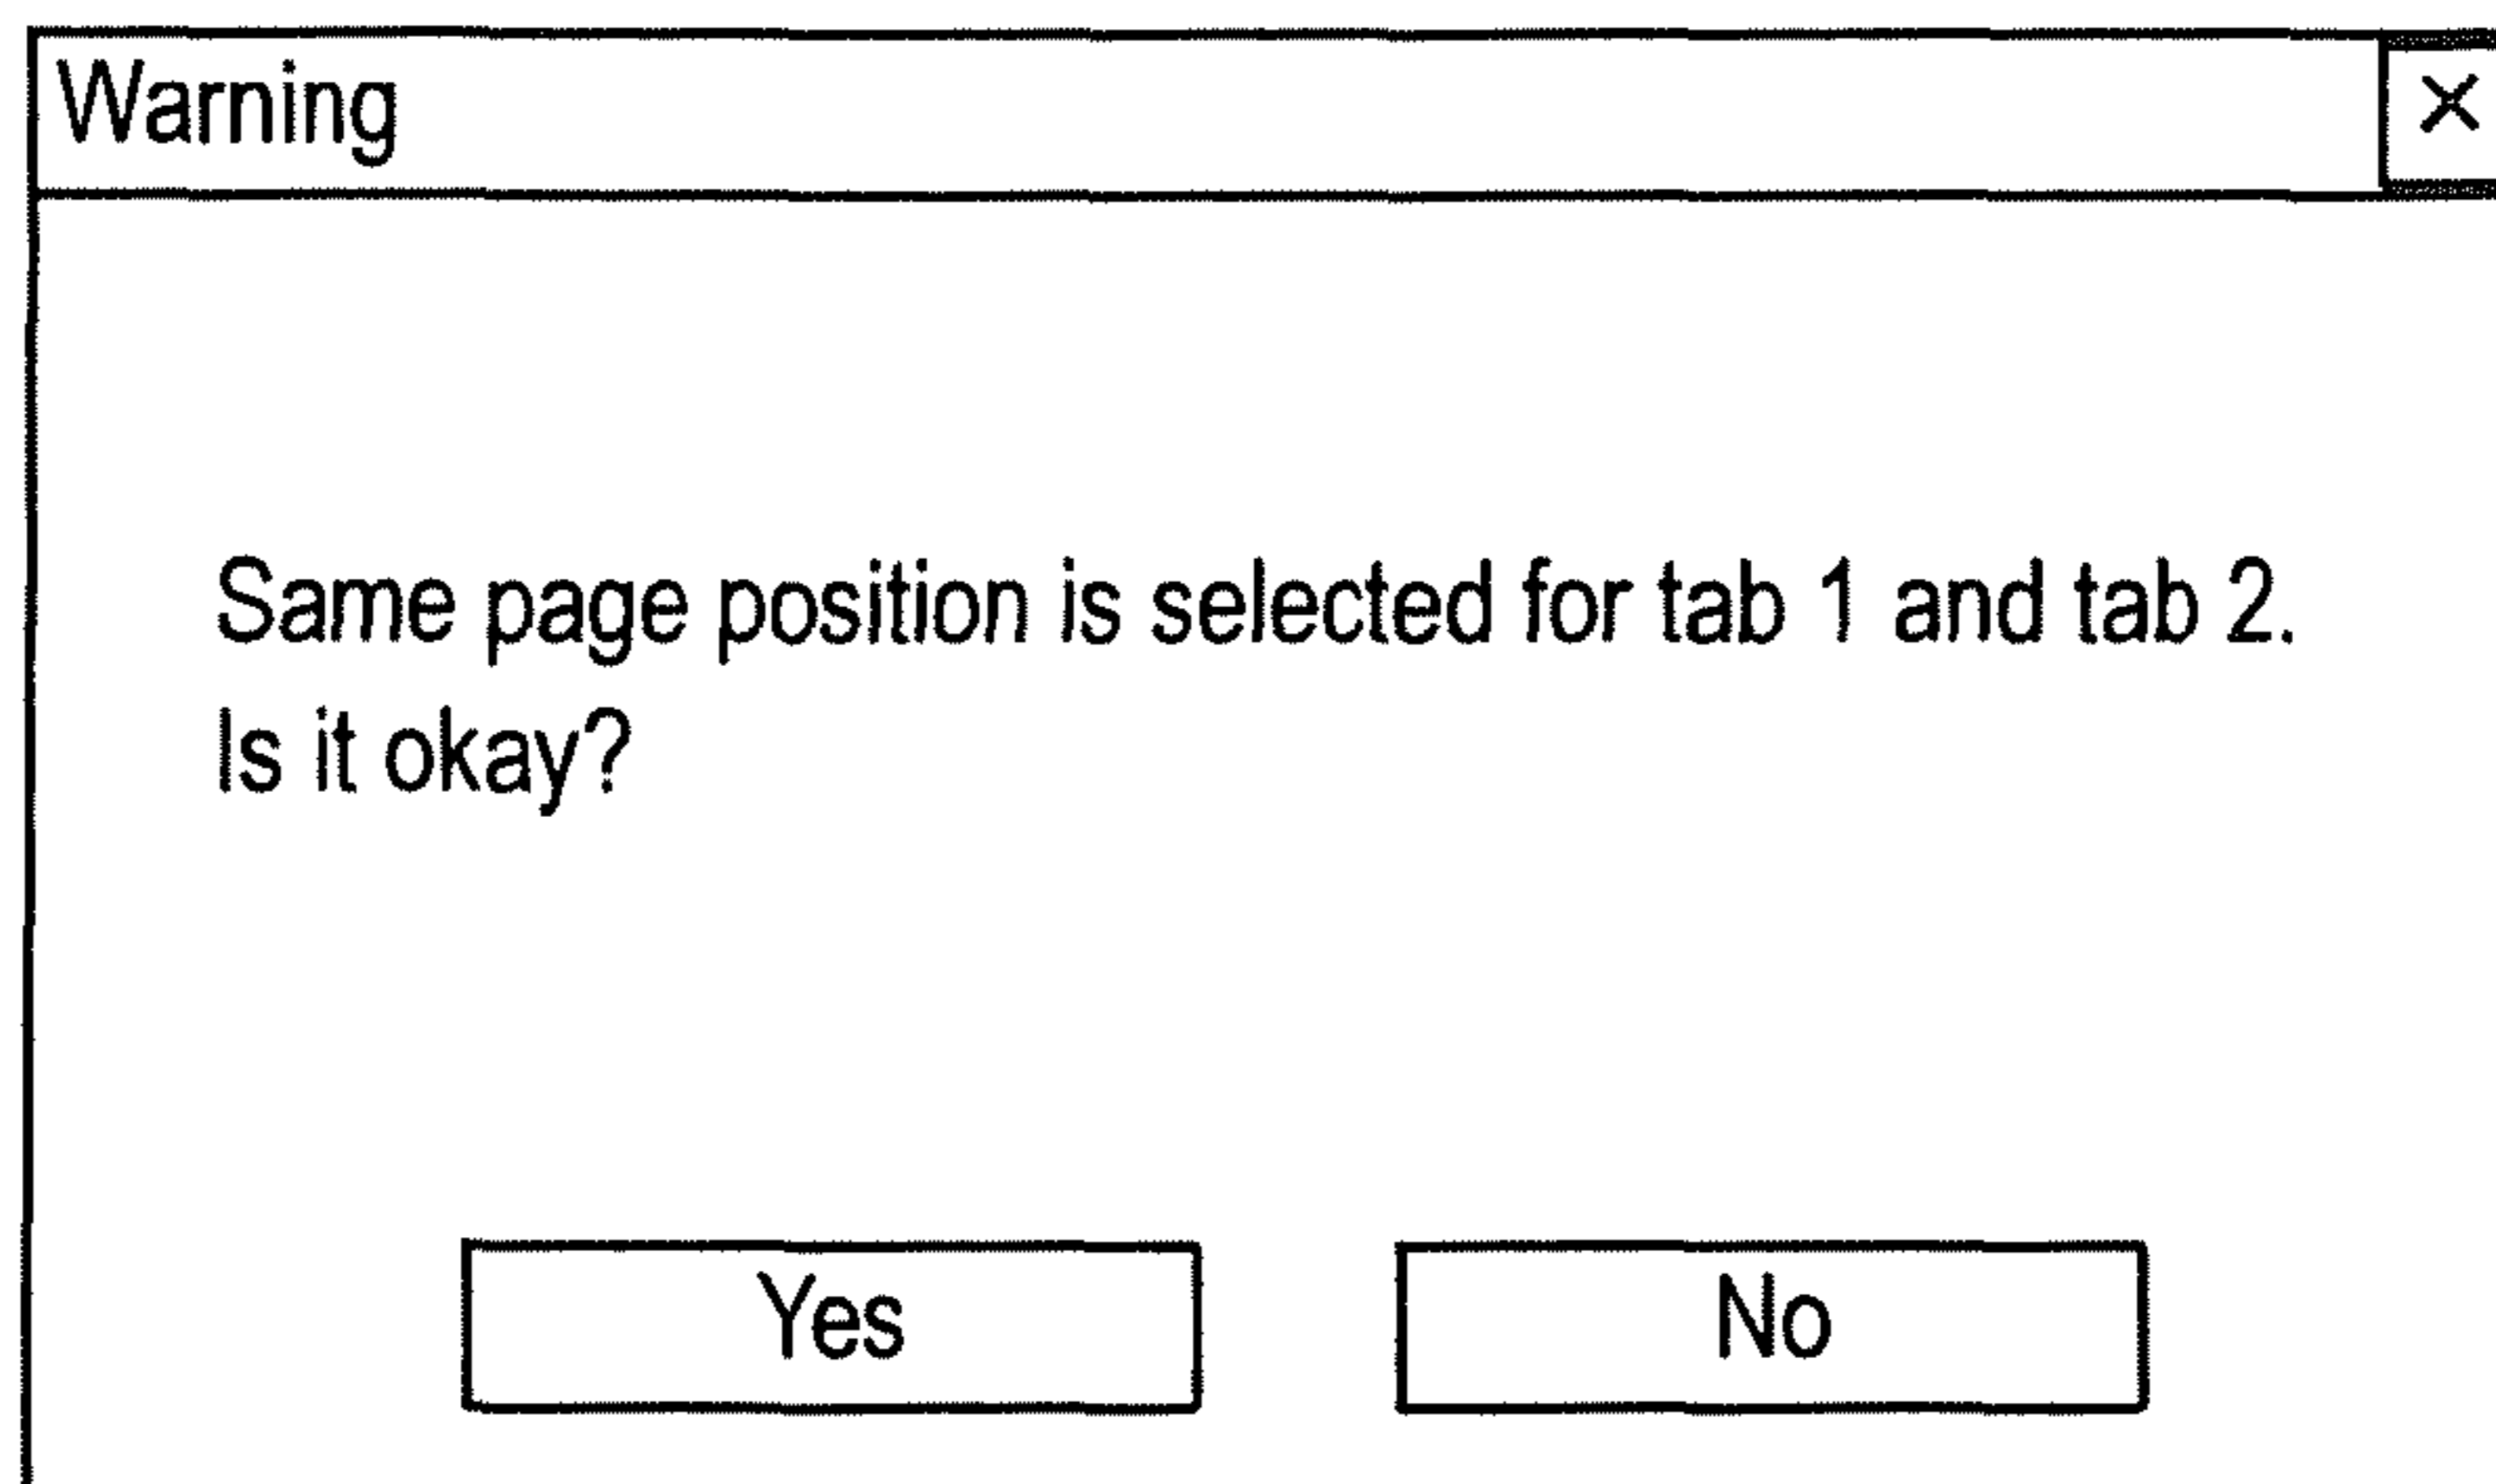 Warning ×
Same page position is selected for tab 1 and tab 2.
Is it okay?
Yes No